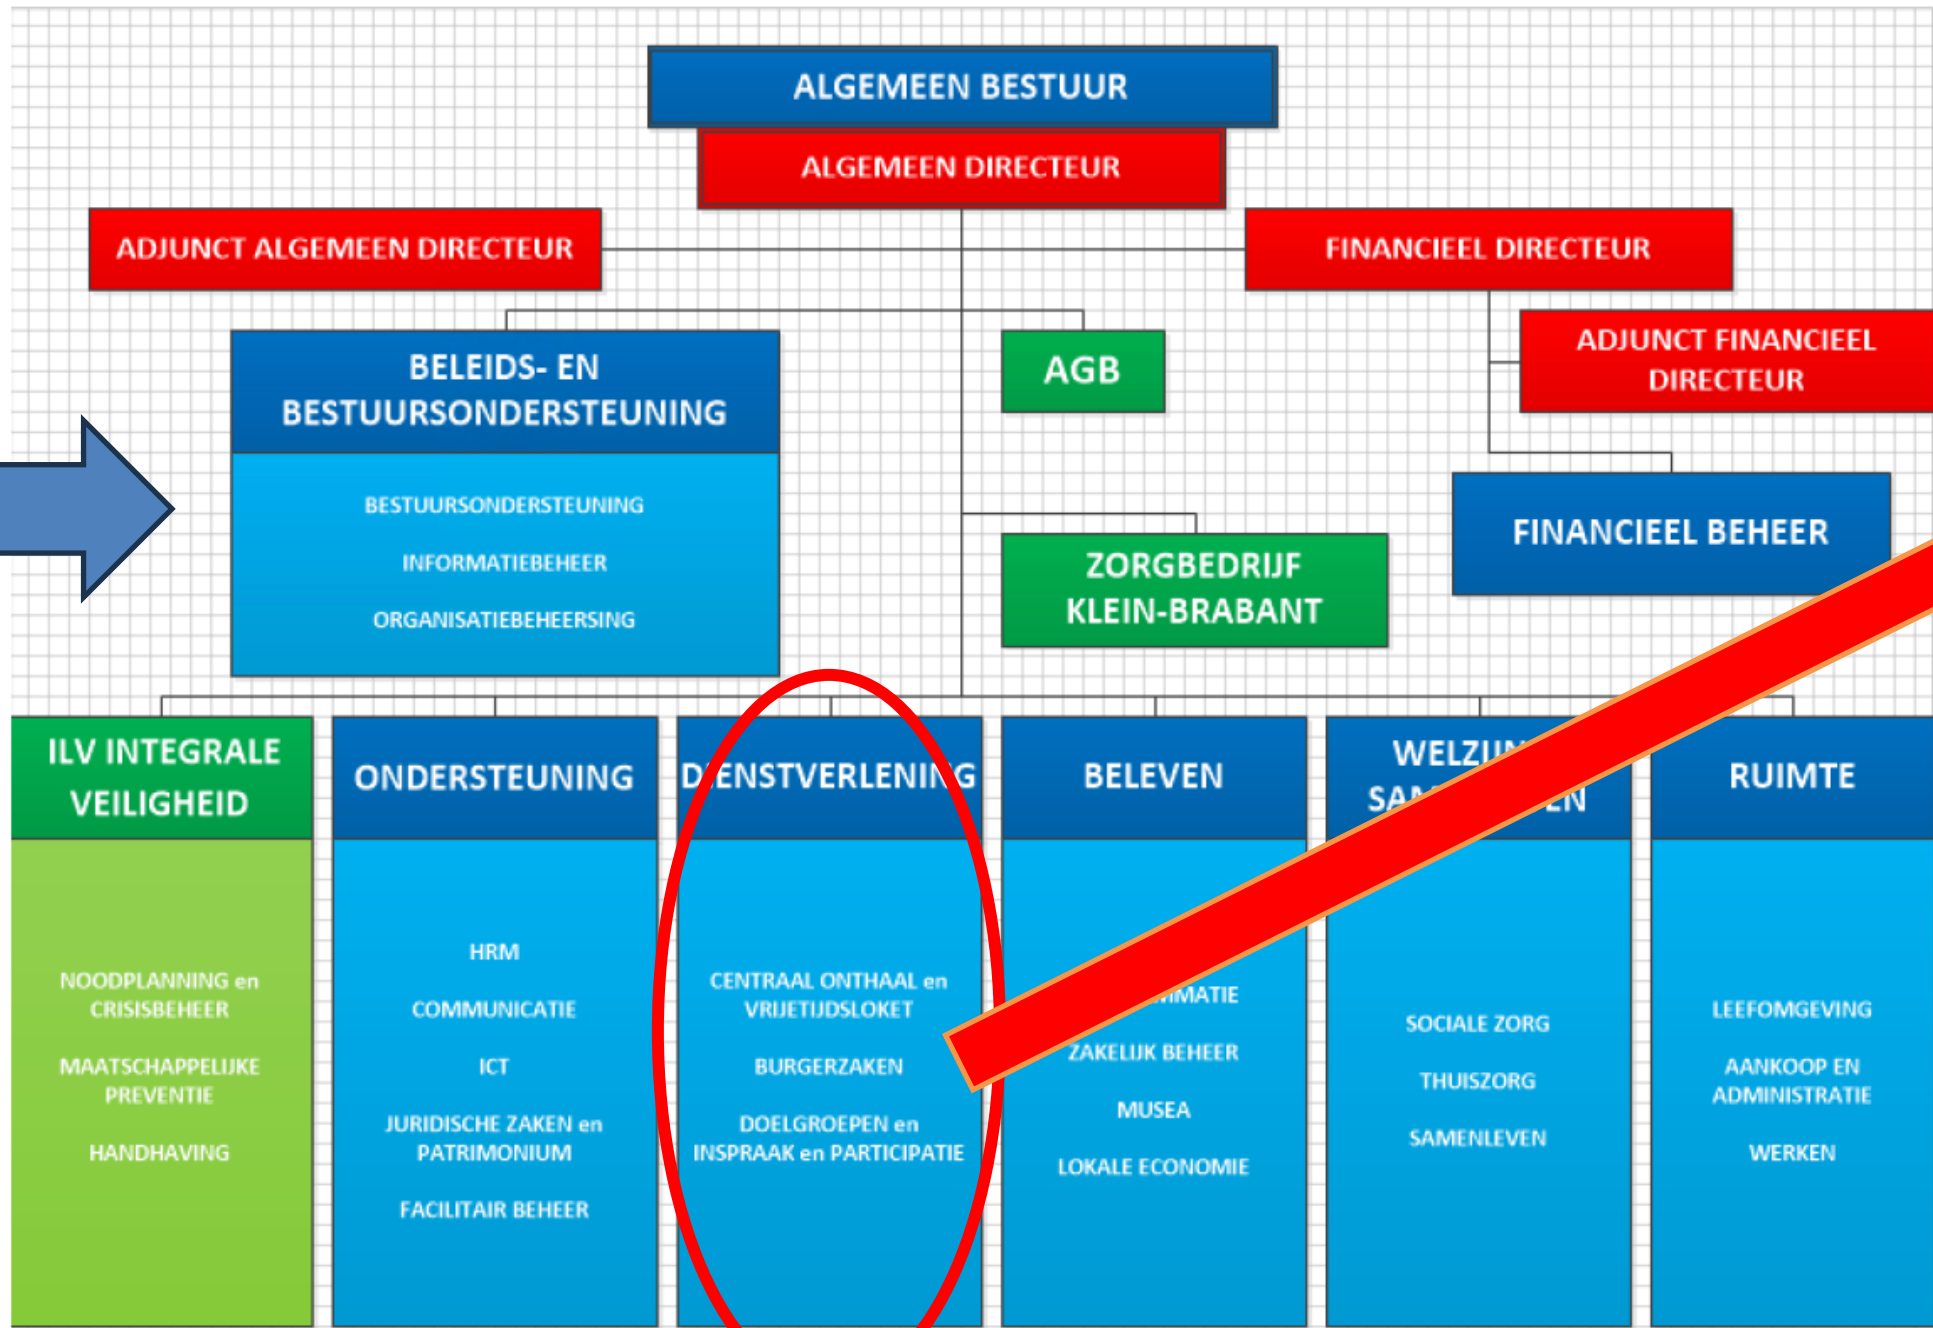 ALGEMEEN BESTUUR
ALGEMEEN DIRECTEUR
ADJUNCT ALGEMEEN DIRECTEUR
FINANCIEEL DIRECTEUR
ADJUNCT FINANCIEEL
DIRECTEUR
BELEIDS- EN
BESTUURSONDERSTEUNING
BESTUURSONDERSTEUNING
INFORMATIEBEHEER
ORGANISATIEBEHEERSING
AGB
FINANCIEEL BEHEER
ZORGBEDRIJF
KLEIN-BRABANT
ILV INTEGRALE
VEILIGHEID
NOODPLANNING en
CRISISBEHEER
MAATSCHAPPELIJKE
PREVENTIE
HANDHAVING
ONDERSTEUNING
HRM
COMMUNICATIE
ICT
JURIDISCHE ZAKEN en
PATRIMONIUM
FACILITAIR BEHEER
DIENSTVERLENING
CENTRAAL ONTHAAL en
VRIJETIJDSLOKET
BURGERZAKEN
DOELGROEPEN en
INSPRAAK en PARTICIPATIE
BELEVEN
ZAKELIJK BEHEER
MUSEA
LOKALE ECONOMIE
SOCIALE ZORG
THUISZORG
SAMENLEVEN
RUIMTE
LEEFOMGEVING
AANKOOP EN
ADMINISTRATIE
WERKEN